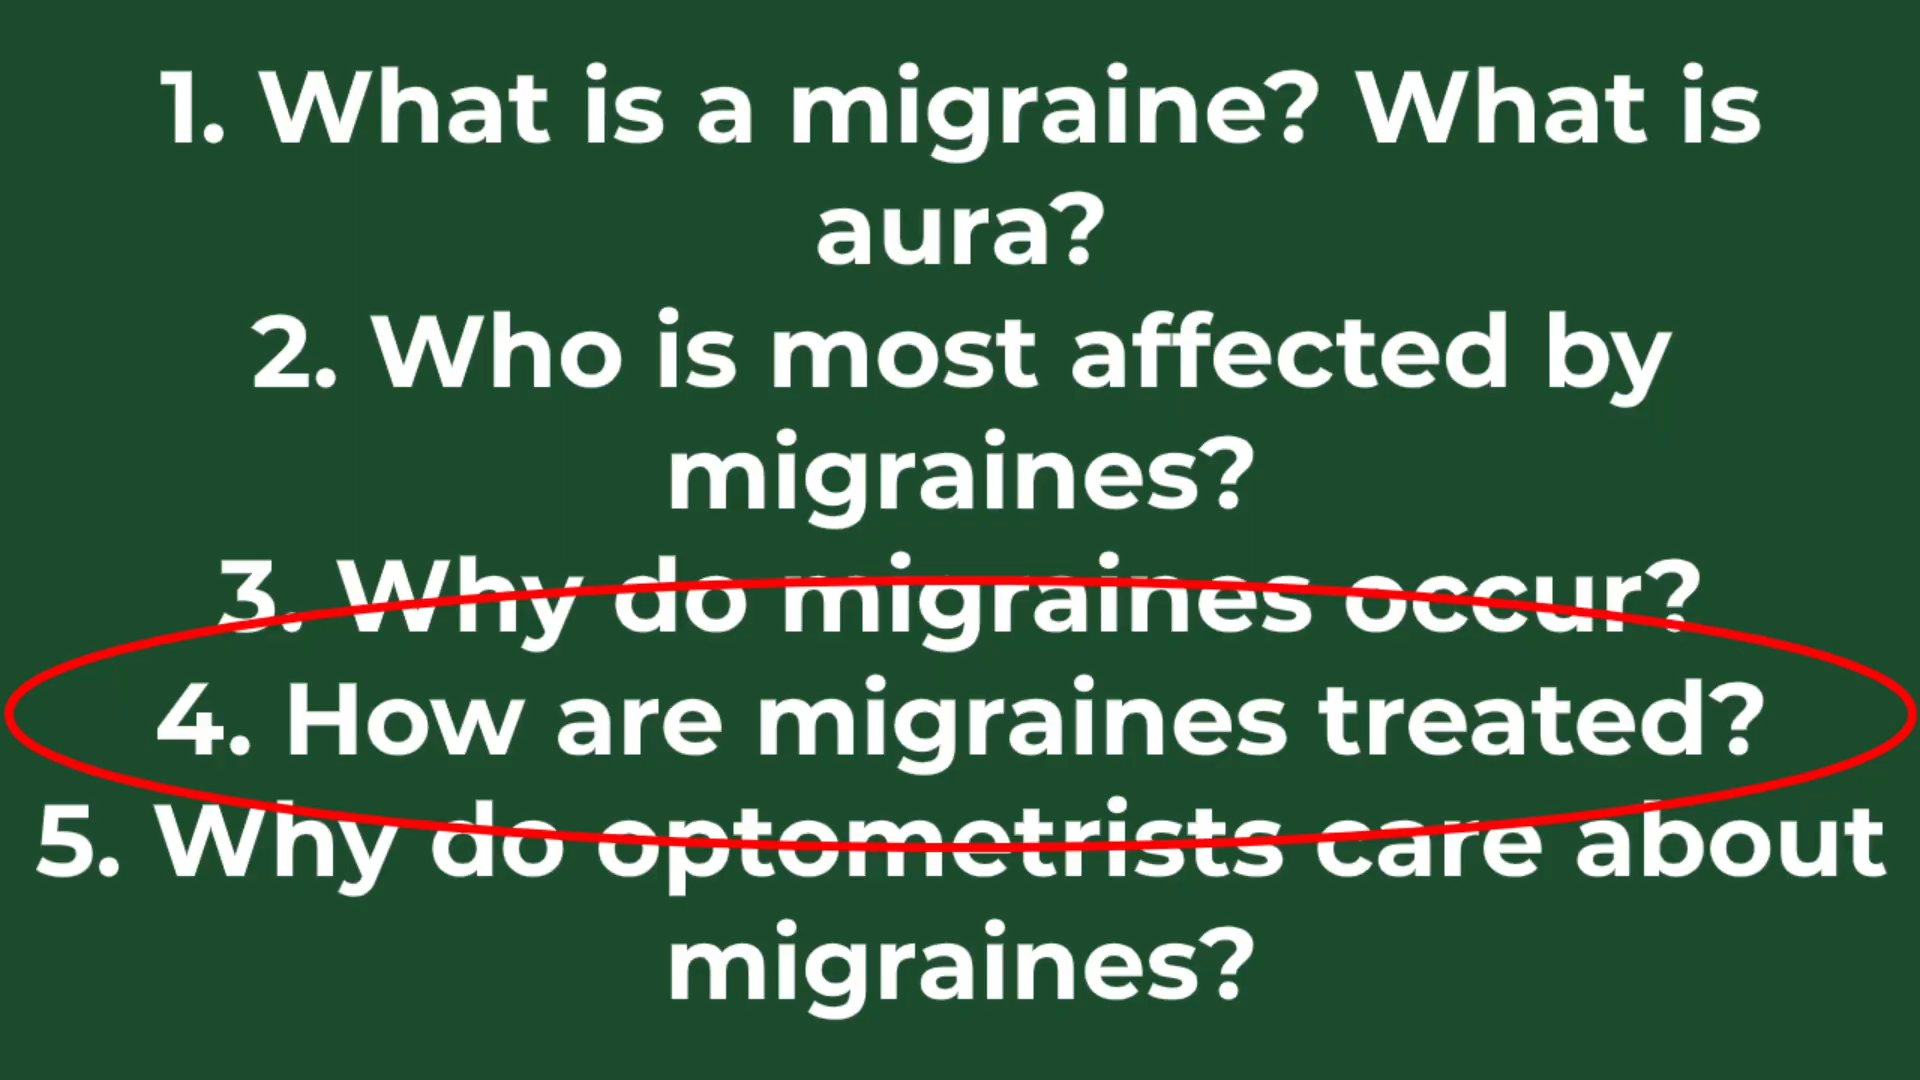 1. What is a migraine? What is
aura?
2. Who is most affected by
migraines?
3. Why do migraines occur?
4. How are migraines treated?
5. Why do optometrists care about
migraines?